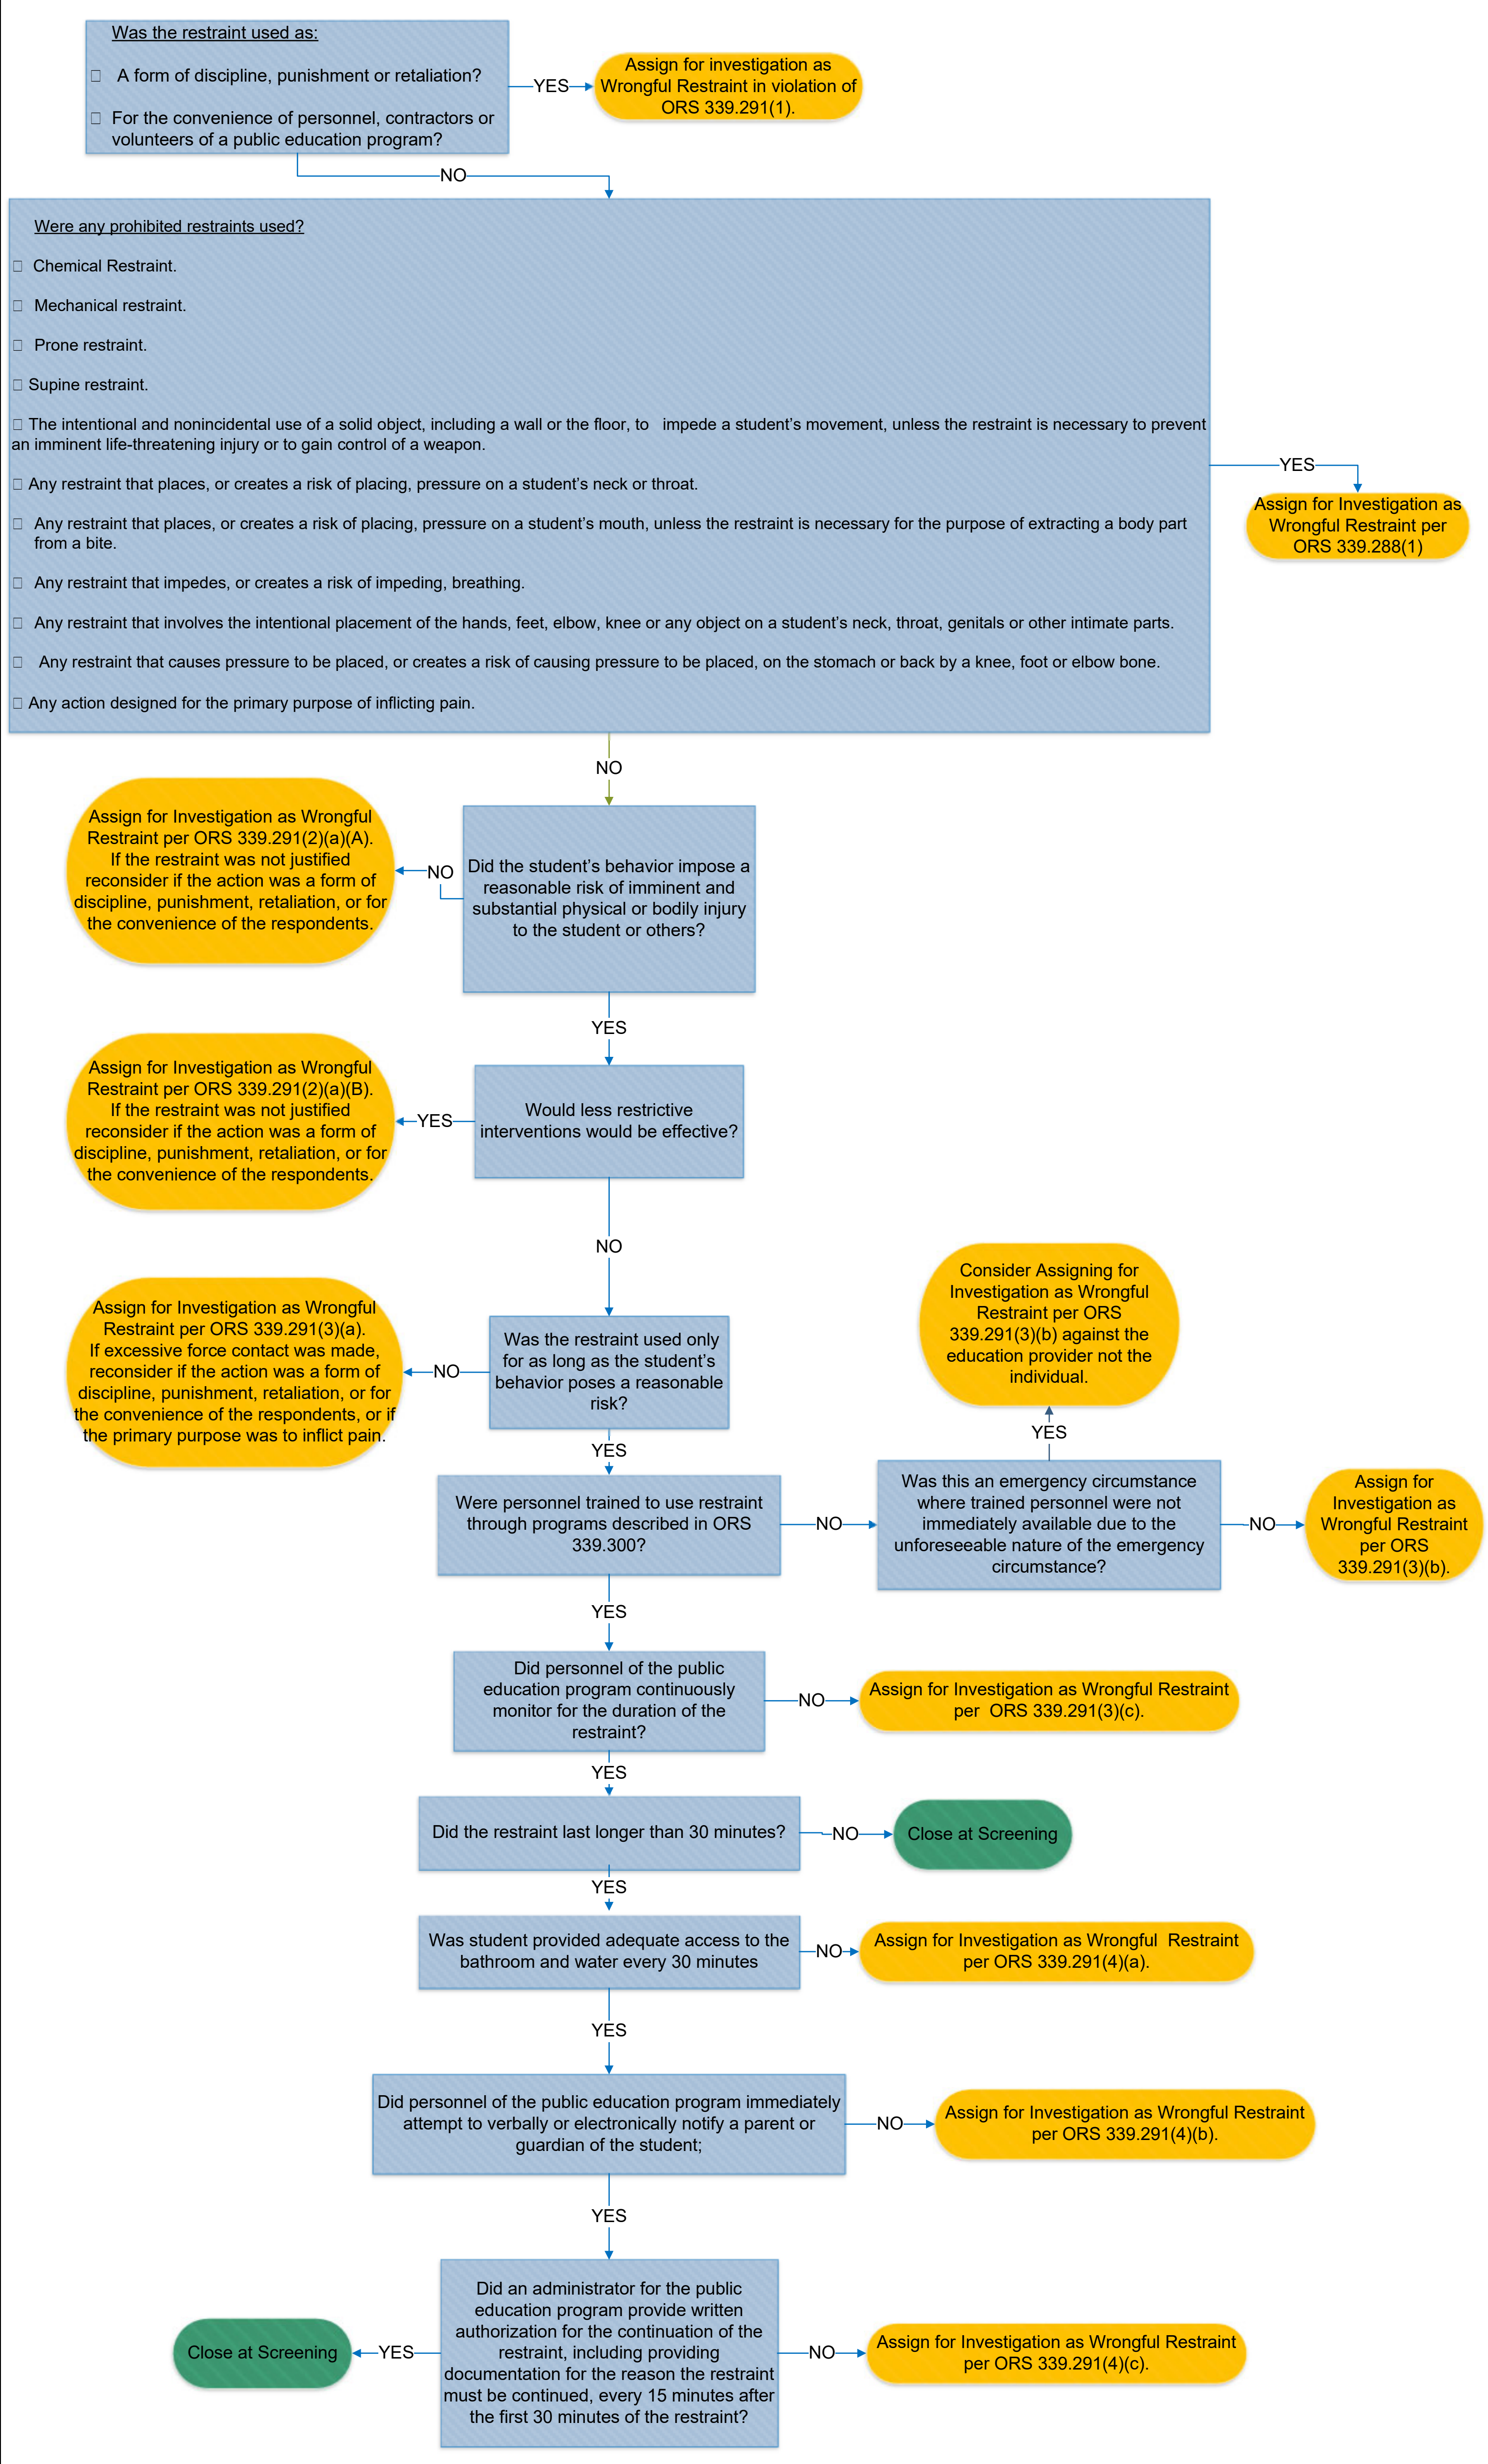 Was the restraint used as:
A form of discipline, punishment or retaliation?
For the convenience of personnel, contractors or
volunteers of a public education program?
YES
Assign for investigation as
Wrongful Restraint in violation of
ORS 339.291(1).
NO
Were any prohibited restraints used?
Chemical Restraint.
Mechanical restraint.
Prone restraint.
Supine restraint.
The intentional and nonincidental use of a solid object, including a wall or the floor, to impede a student’s movement, unless the restraint is necessary to prevent
an imminent life-threatening injury or to gain control of a weapon.
Any restraint that places, or creates a risk of placing, pressure on a student’s neck or throat.
Any restraint that places, or creates a risk of placing, pressure on a student’s mouth, unless the restraint is necessary for the purpose of extracting a body part
from a bite.
Any restraint that impedes, or creates a risk of impeding, breathing.
Any restraint that involves the intentional placement of the hands, feet, elbow, knee or any object on a student’s neck, throat, genitals or other intimate parts.
Any restraint that causes pressure to be placed, or creates a risk of causing pressure to be placed, on the stomach or back by a knee, foot or elbow bone.
Any action designed for the primary purpose of inflicting pain.
YES
Assign for Investigation as
Wrongful Restraint per
ORS 339.288(1)
NO
Did the student’s behavior impose a
reasonable risk of imminent and
substantial physical or bodily injury
to the student or others?
NO
Assign for Investigation as Wrongful
Restraint per ORS 339.291(2)(a)(A).
If the restraint was not justified
reconsider if the action was a form of
discipline, punishment, retaliation, or for
the convenience of the respondents.
YES
Would less restrictive
interventions would be effective?
YES
Assign for Investigation as Wrongful
Restraint per ORS 339.291(2)(a)(B).
If the restraint was not justified
reconsider if the action was a form of
discipline, punishment, retaliation, or for
the convenience of the respondents.
NO
Was the restraint used only
for as long as the student’s
behavior poses a reasonable
risk?
NO
Assign for Investigation as Wrongful
Restraint per ORS 339.291(3)(a).
If excessive force contact was made,
reconsider if the action was a form of
discipline, punishment, retaliation, or for
the convenience of the respondents, or if
the primary purpose was to inflict pain.
YES
Were personnel trained to use restraint
through programs described in ORS
339.300?
NO
Was this an emergency circumstance
where trained personnel were not
immediately available due to the
unforeseeable nature of the emergency
circumstance?
YES
Consider Assigning for
Investigation as Wrongful
Restraint per ORS
339.291(3)(b) against the
education provider not the
individual.
NO
Assign for
Investigation as
Wrongful Restraint
per ORS
339.291(3)(b).
YES
Did personnel of the public
education program continuously
monitor for the duration of the
restraint?
NO
Assign for Investigation as Wrongful Restraint
per ORS 339.291(3)(c).
YES
Did the restraint last longer than 30 minutes?
NO
Close at Screening
YES
Was student provided adequate access to the
bathroom and water every 30 minutes
NO
Assign for Investigation as Wrongful Restraint
per ORS 339.291(4)(a).
YES
Did personnel of the public education program immediately
attempt to verbally or electronically notify a parent or
guardian of the student;
NO
Assign for Investigation as Wrongful Restraint
per ORS 339.291(4)(b).
YES
Did an administrator for the public
education program provide written
authorization for the continuation of the
restraint, including providing
documentation for the reason the restraint
must be continued, every 15 minutes after
the first 30 minutes of the restraint?
YES
Close at Screening
NO
Assign for Investigation as Wrongful Restraint
per ORS 339.291(4)(c).